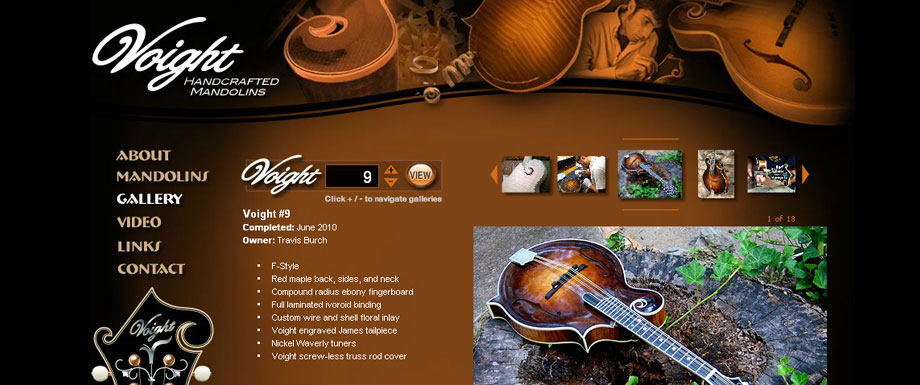 Voight
HANDCRAFTED
MANDOLINS
ABOUT
MANDOLINS
GALLERY
VIDEO
LINKS
CONTACT
Voight
Voight 9 VIEW
Click + / - to navigate galleries
Voight #9
Completed: June 2010
Owner: Travis Burch
• F-Style
• Red maple back, sides, and neck
• Compound radius ebony fingerboard
• Full laminated ivoroid binding
• Custom wire and shell floral inlay
• Voight engraved James tailpiece
• Nickel Waverly tuners
• Voight screw-less truss rod cover
1 of 18